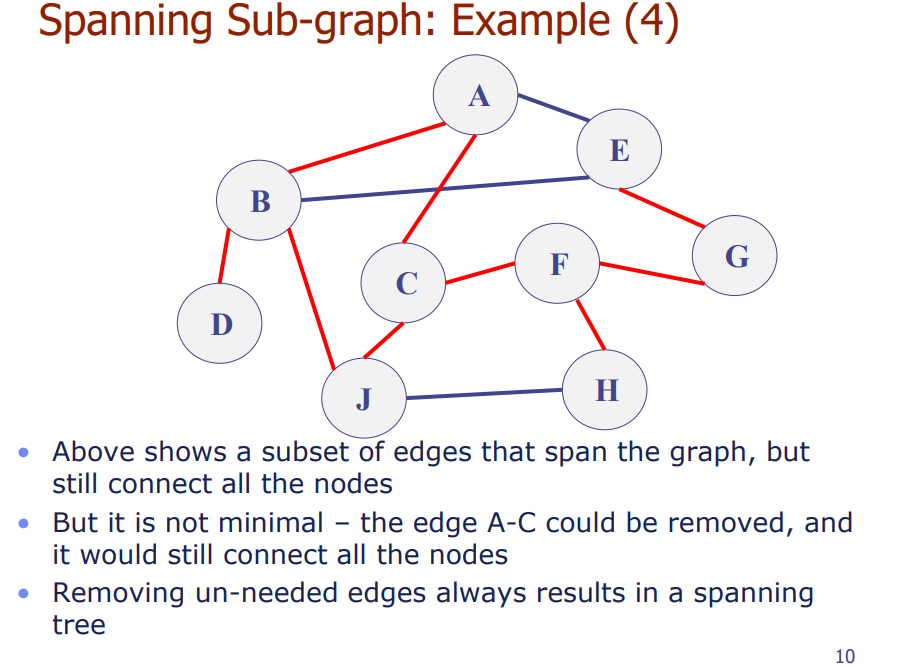 Spanning Sub-graph: Example (4)
A
E
B
G
F
C
D
H
J
• Above shows a subset of edges that span the graph, but
still connect all the nodes
• But it is not minimal – the edge A-C could be removed, and
it would still connect all the nodes
• Removing un-needed edges always results in a spanning
tree
10